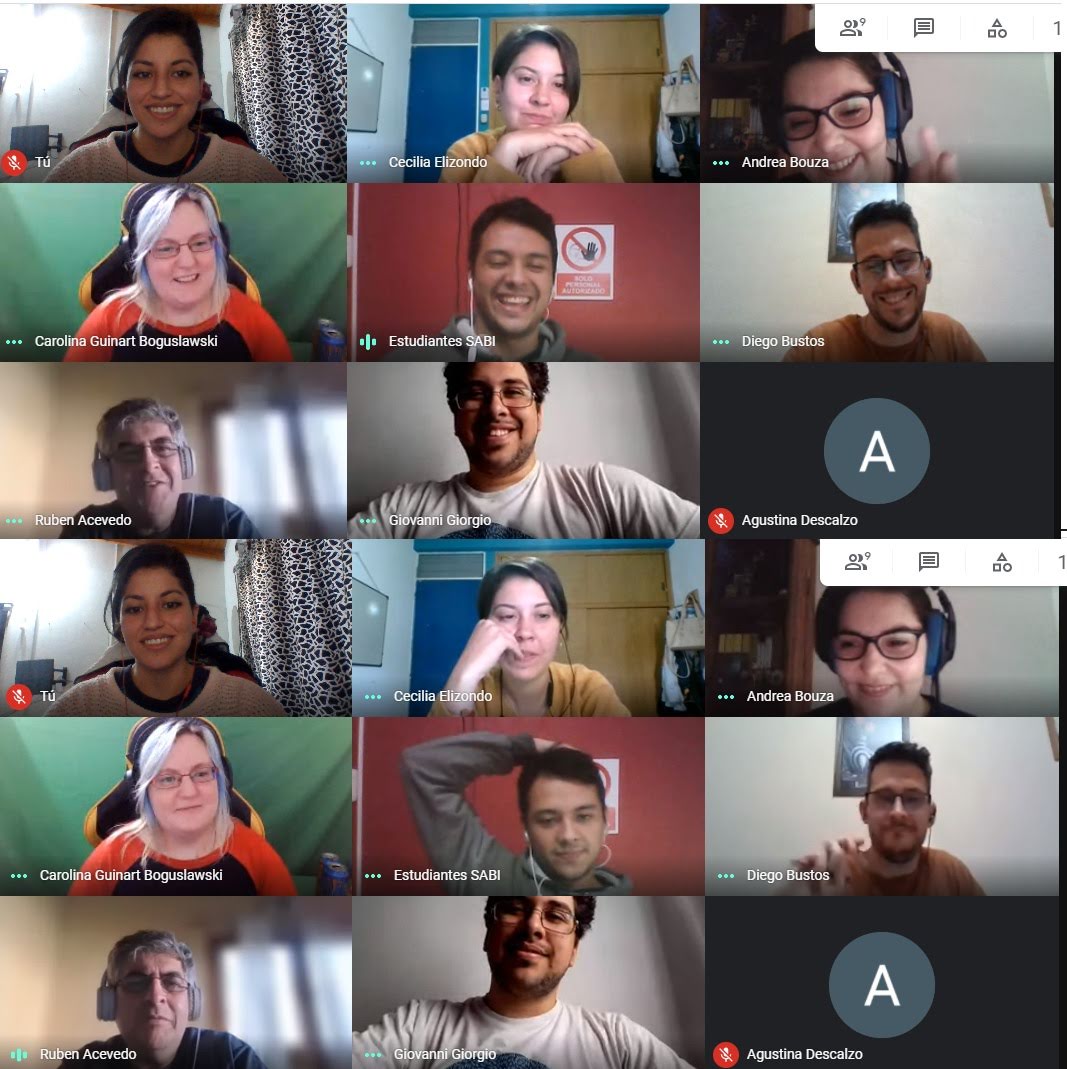 9
1
Tú
Cecilia Elizondo
Andrea Bouza
SOLO
PERSONAL
AUTORIZADO
Carolina Guinart Boguslawski
Estudiantes SABI
Diego Bustos
Ruben Acevedo
Giovanni Giorgio
A
Agustina Descalzo
9
1
Tú
Cecilia Elizondo
Andrea Bouza
Carolina Guinart Boguslawski
Estudiantes SABI
Diego Bustos
Ruben Acevedo
Giovanni Giorgio
A
Agustina Descalzo